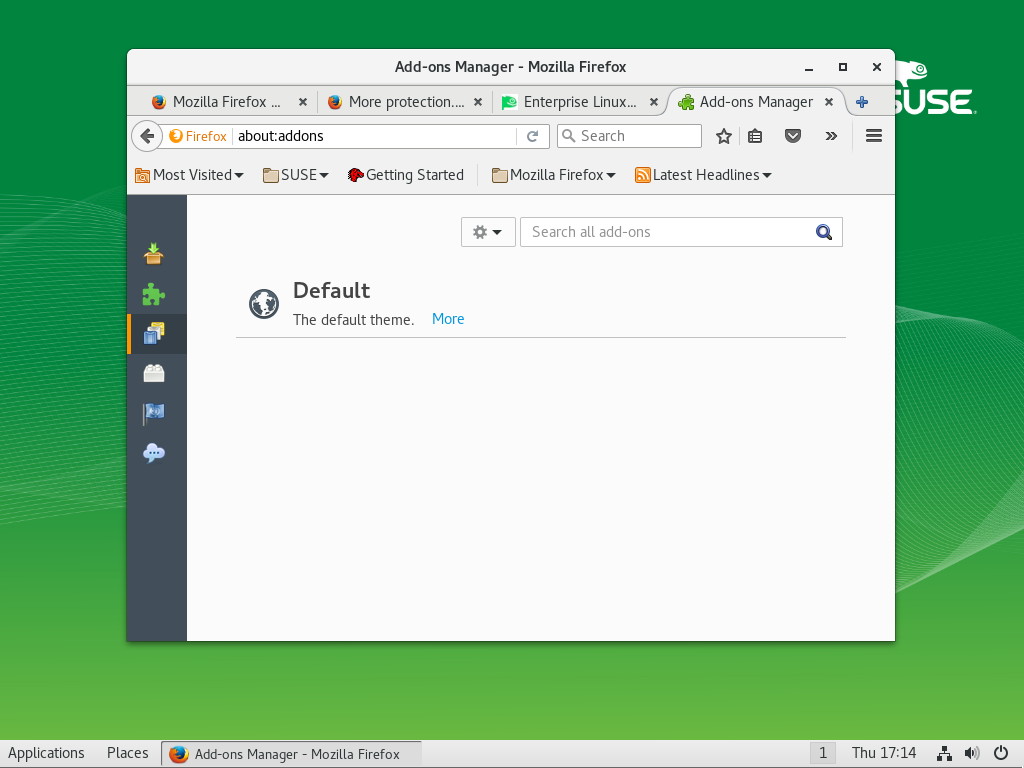 SUSE
Add-ons Manager - Mozilla Firefox
Mozilla Firefox ...
More protection....
Enterprise Linux...
Add-ons Manager
Firefox
about:addons
Search
Most Visited
SUSE
Getting Started
Mozilla Firefox
Latest Headlines
Search all add-ons
Default
The default theme.
More
Applications
Places
Add-ons Manager - Mozilla Firefox
1
Thu 17:14